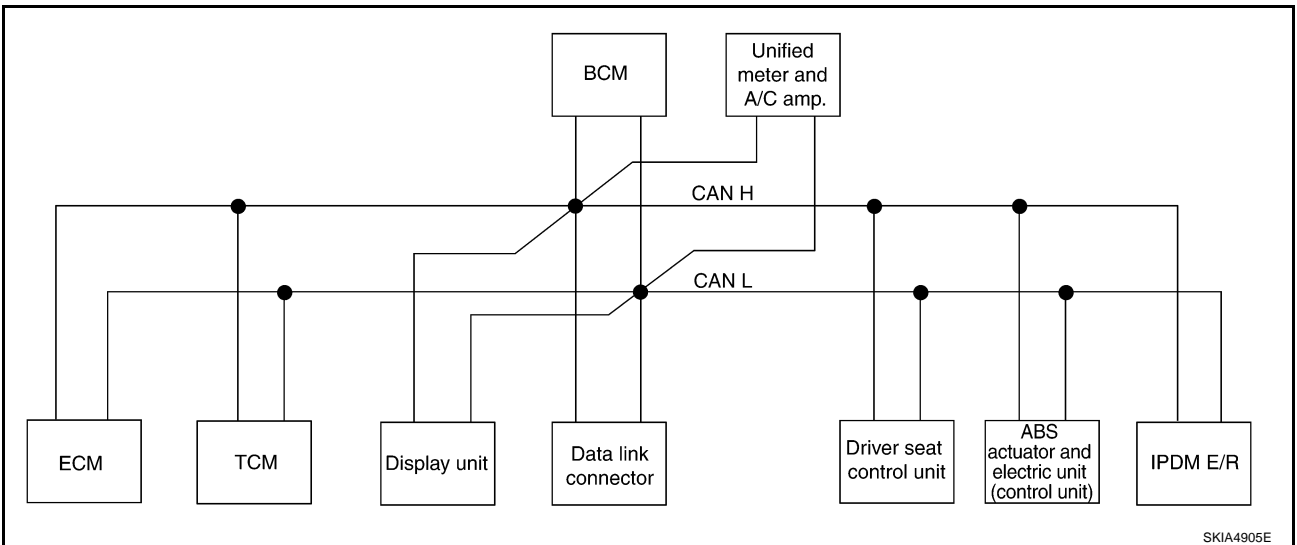 BCM
Unified
meter and
A/C amp.
CAN H
CAN L
ECM
TCM
Display unit
Data link
connector
Driver seat
control unit
ABS
actuator and
electric unit
(control unit)
IPDM E/R
SKIA4905E